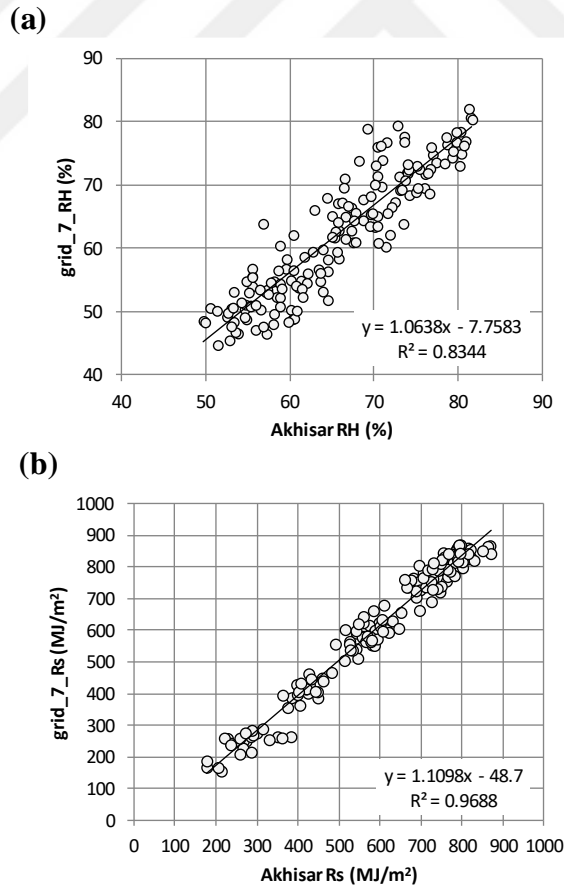 (a)
90
80
70
60
50
40
grid_7_RH (%)
y = 1.0638x - 7.7583
R² = 0.8344
40 50 60 70 80 90
Akhisar RH (%)
(b)
1000
900
800
700
600
500
400
300
200
100
0
grid_7_Rs (MJ/m²)
y = 1.1098x - 48.7
R² = 0.9688
0 100 200 300 400 500 600 700 800 900 1000
Akhisar Rs (MJ/m²)